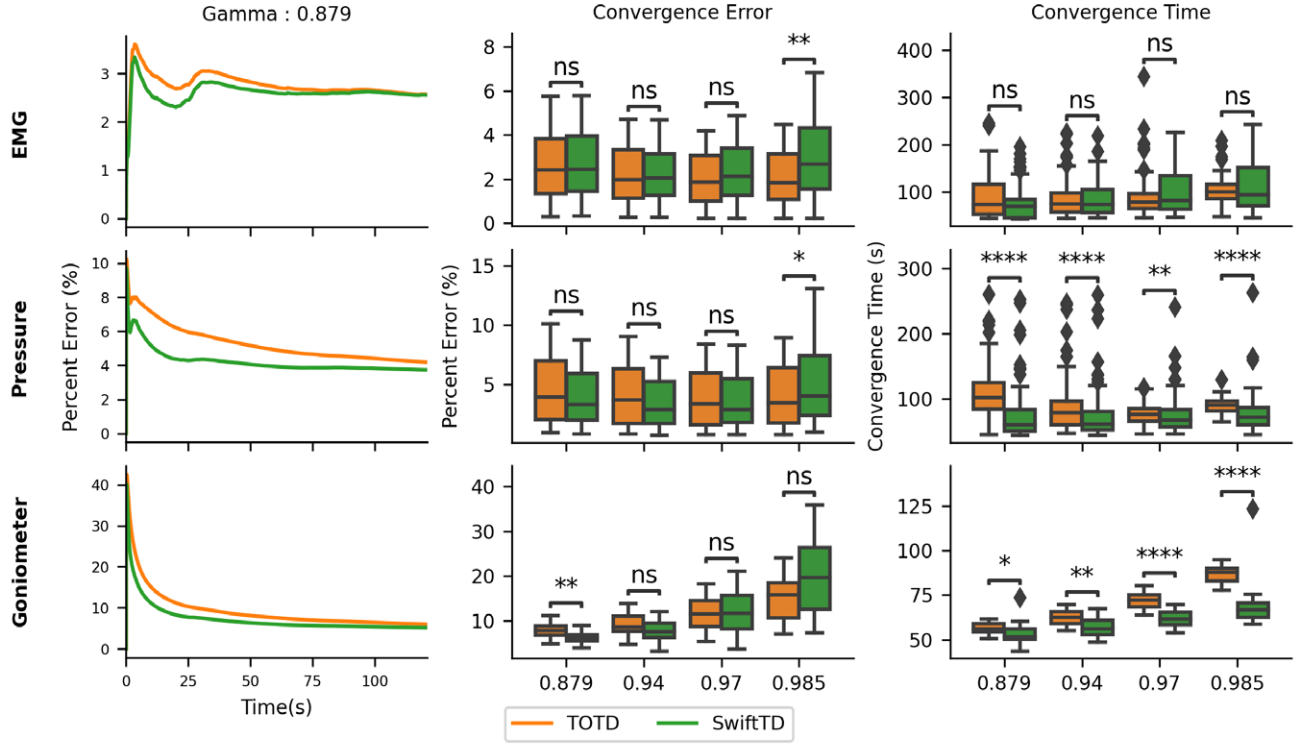 Gamma : 0.879
Convergence Error
Convergence Time
EMG
3
2
1
0
8
6
4
2
0
ns
ns
ns
**
400
300
200
100
ns
ns
ns
ns
Pressure
Percent Error (%)
10
8
6
4
2
0
Percent Error (%)
15
10
5
ns
ns
ns
*
Convergence Time (s)
300
200
100
****
****
**
****
Goniometer
40
30
20
10
0
0
25
50
75
100
Time(s)
40
30
20
10
**
ns
ns
ns
0.879
0.94
0.97
0.985
125
100
75
50
*
**
****
****
0.879
0.94
0.97
0.985
TOTD
SwiftTD